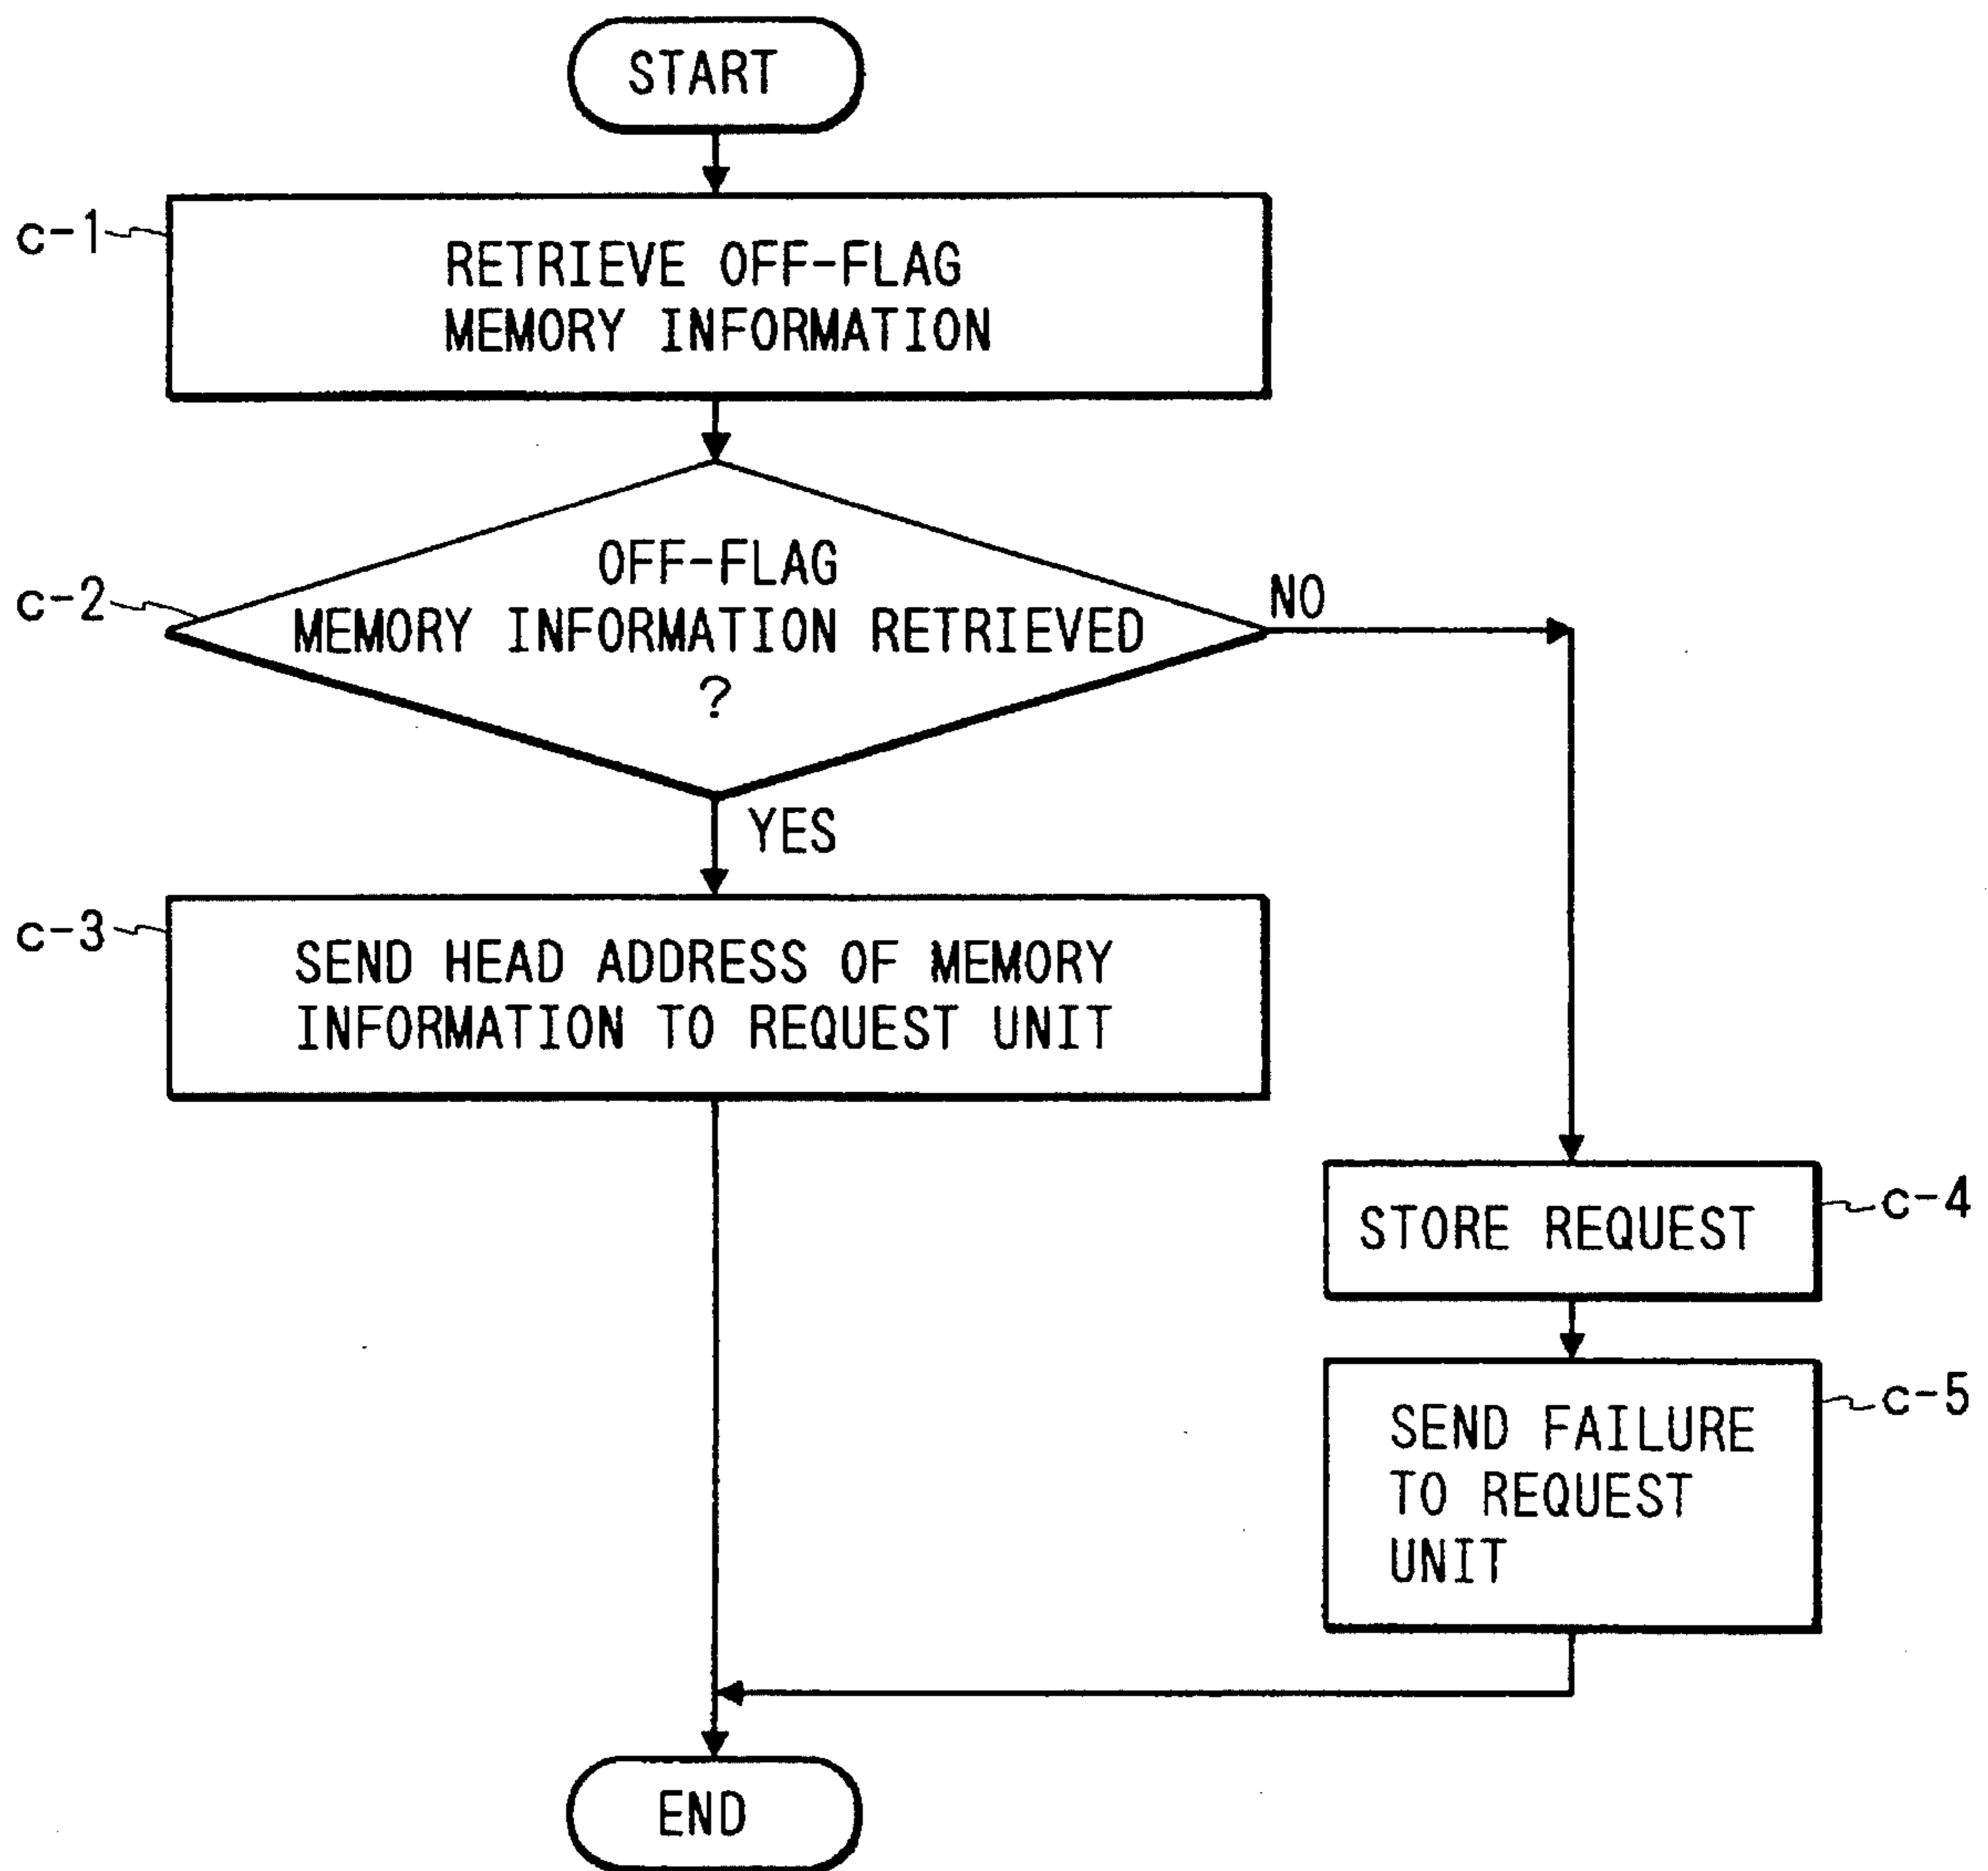 START
c-1
RETRIEVE OFF-FLAG
MEMORY INFORMATION
c-2
OFF-FLAG
MEMORY INFORMATION RETRIEVED
?
NO
YES
c-3
SEND HEAD ADDRESS OF MEMORY
INFORMATION TO REQUEST UNIT
STORE REQUEST
c-4
SEND FAILURE
TO REQUEST
UNIT
c-5
END